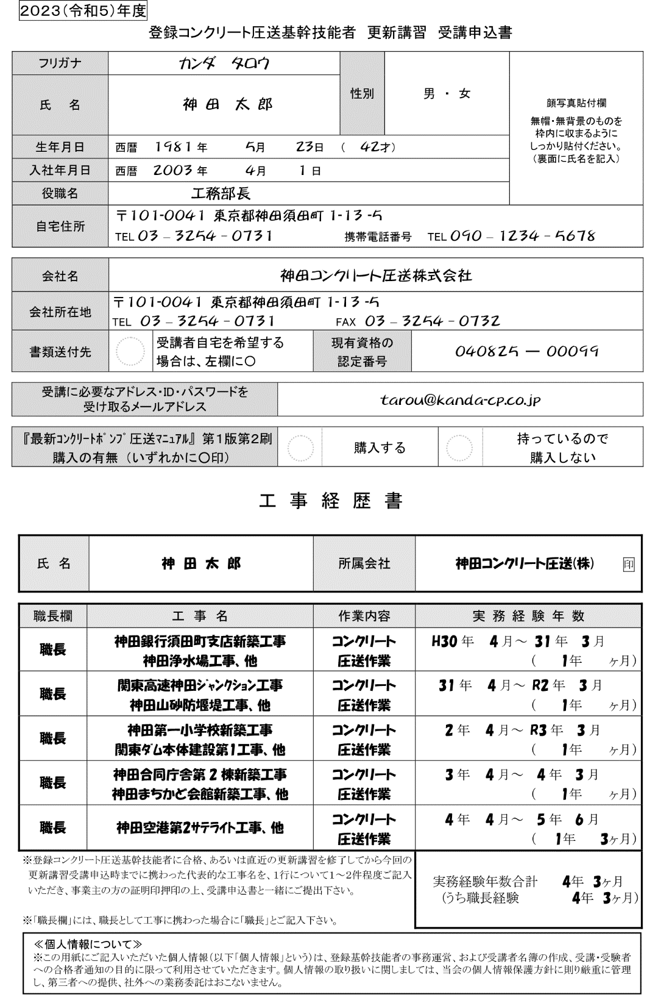 2023(令和5)年度
登録コンクリート圧送基幹技能者　更新講習　受講申込書
フリガナ　カンダ　タロウ
氏　名　神田　太郎
性別　男 ・ 女
顔写真貼付欄
無帽・無背景のものを
枠内に収まるように
しっかり貼付ください。
（裏面に氏名を記入）
生年月日　西暦　1981年　5月　23日　(　42才)
入社年月日　西暦　2003年　4月　1日
役職名　工務部長
自宅住所
〒101-0041 東京都神田須田町1-13-5
TEL 03 – 3254 – 0731　携帯電話番号　TEL 090 – 1234 – 5678
会社名　神田コンクリート圧送株式会社
会社所在地
〒101-0041 東京都神田須田町1-13-5
TEL 03 – 3254 – 0731　FAX 03 – 3254 – 0732
書類送付先
受講者自宅を希望する
場合は、左欄に〇
現有資格の
認定番号
040825 ー 00099
受講に必要なアドレス・ID・パスワードを
受け取るメールアドレス
tarou@kanda-cp.co.jp
『最新ｺﾝｸﾘｰﾄﾎﾟﾝﾌﾟ圧送ﾏﾆｭｱﾙ』第1版第2刷
購入の有無（いずれかに〇印）
購入する
持っているので
購入しない
工事経歴書
氏　名　神田太郎　所属会社　神田コンクリート圧送(株)　印
職長欄　工事名　作業内容　実務経験年数
職長
神田銀行須田町支店新築工事
神田浄水場工事、他
コンクリート
圧送作業
H30年　4月～ 31年　3月
(　1年　ヶ月)
職長
関東高速神田ｼﾞｬﾝｸｼｮﾝ工事
神田山砂防堰堤工事、他
コンクリート
圧送作業
31年　4月～ R2年　3月
(　1年　ヶ月)
職長
神田第一小学校新築工事
関東ﾀﾞﾑ本体建設第1工事、他
コンクリート
圧送作業
2年　4月～ R3年　3月
(　1年　ヶ月)
職長
神田合同庁舎第2棟新築工事
神田まちかど会館新築工事、他
コンクリート
圧送作業
3年　4月～ 4年　3月
(　1年　ヶ月)
職長
神田空港第2ｻﾃﾗｲﾄ工事、他
コンクリート
圧送作業
4年　4月～ 5年　6月
(　1年　3ヶ月)
※登録コンクリート圧送基幹技能者に合格、あるいは直近の更新講習を修了してから今回の
更新講習受講申込時までに携わった代表的な工事名を、1行について1～2件程度ご記入
いただき、事業主の方の証明印押印の上、受講申込書と一緒にご提出下さい。
※「職長欄」には、職長として工事に携わった場合に「職長」とご記入下さい。
実務経験年数合計　4年　3ヶ月
(うち職長経験　4年　3ヶ月)
≪個人情報について≫
※この用紙にご記入いただいた個人情報(以下「個人情報」という)は、登録基幹技能者の事務運営、および受講者名簿の作成、受講・受験者
への合格者通知の目的に限って利用させていただきます。個人情報の取り扱いに関しましては、当会の個人情報保護方針に則り厳重に管理
し、第三者への提供、社外への業務委託はおこないません。